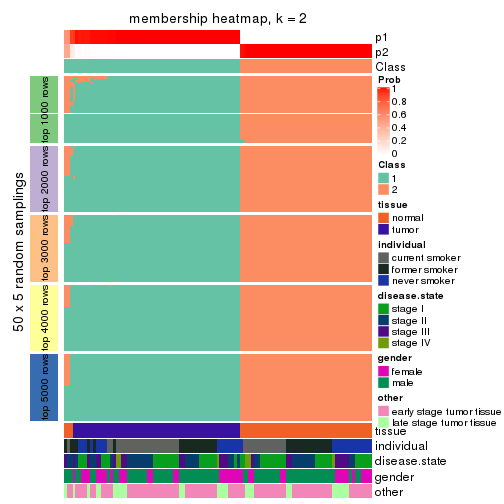 membership heatmap, k = 2
p1
p2
Class
50 x 5 random samplings
top 1000 rows
top 2000 rows
top 3000 rows
top 4000 rows
top 5000 rows
Prob
1
0.8
0.6
0.4
0.2
0
Class
1
2
tissue
normal
tumor
individual
current smoker
former smoker
never smoker
disease.state
stage I
stage II
stage III
stage IV
gender
female
male
other
early stage tumor tissue
late stage tumor tissue
tissue
individual
disease.state
gender
other